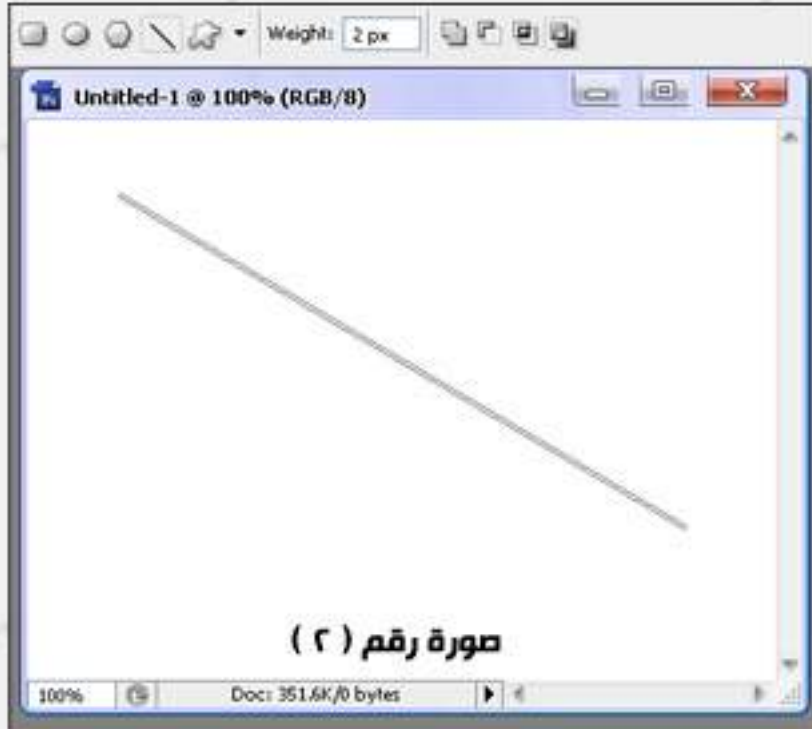 Weight: 2 px
Untitled-1 @ 100% (RGB/8)
صورة رقم ( ٢ )
100% Doc: 351.6K/0 bytes